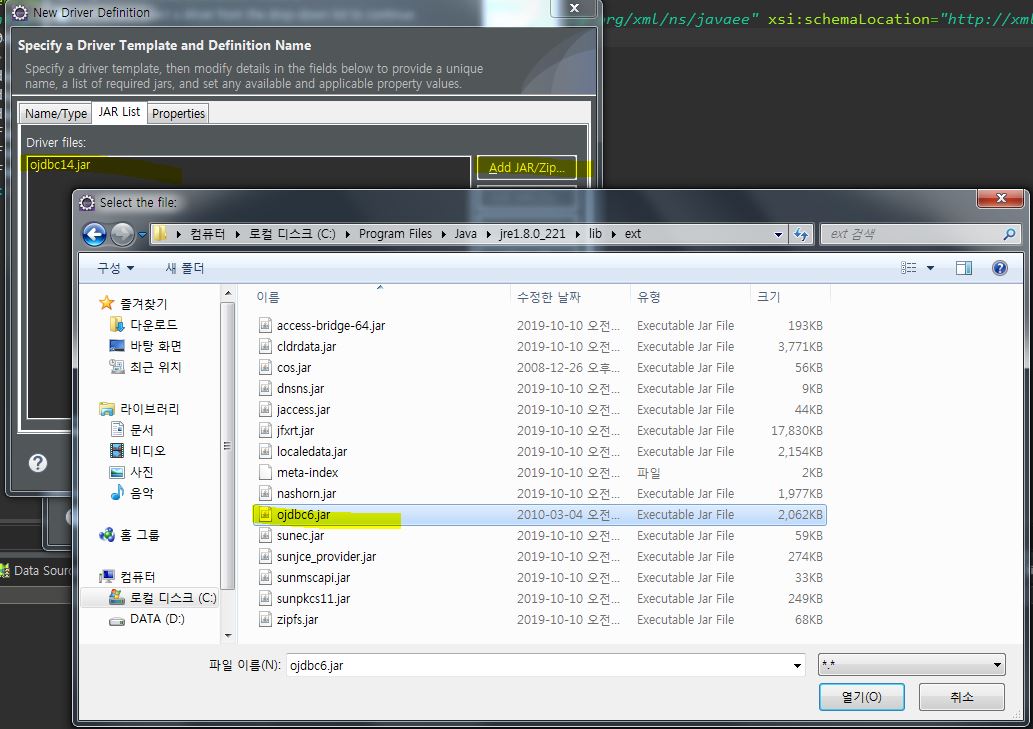 New Driver Definition
org/xml/ns/javaee" xsi:schemaLocation="http://xml
Specify a Driver Template and Definition Name
Specify a driver template, then modify details in the fields below to provide a unique
name, a list of required jars, and set any available and applicable property values.
Name/Type JAR List Properties
Driver files:
ojdbc14.jar
Add JAR/Zip...
Select the file:
컴퓨터 로컬 디스크 (C:) Program Files Java jre1.8.0_221 lib ext
ext 검색
구성 새 폴더
이름 수정한 날짜 유형 크기
즐겨찾기
다운로드
바탕 화면
최근 위치
라이브러리
문서
비디오
사진
음악
홈 그룹
컴퓨터
로컬 디스크 (C:)
DATA (D:)
access-bridge-64.jar 2019-10-10 오전... Executable Jar File 193KB
cldrdata.jar 2019-10-10 오전... Executable Jar File 3,771KB
cos.jar 2008-12-26 오후... Executable Jar File 56KB
dnsns.jar 2019-10-10 오전... Executable Jar File 9KB
jaccess.jar 2019-10-10 오전... Executable Jar File 44KB
jfxrt.jar 2019-10-10 오전... Executable Jar File 17,830KB
localedata.jar 2019-10-10 오전... Executable Jar File 2,154KB
meta-index 2019-10-10 오전... 파일 2KB
nashorn.jar 2019-10-10 오전... Executable Jar File 1,977KB
ojdbc6.jar 2010-03-04 오전... Executable Jar File 2,062KB
sunec.jar 2019-10-10 오전... Executable Jar File 59KB
sunjce_provider.jar 2019-10-10 오전... Executable Jar File 274KB
sunmscapi.jar 2019-10-10 오전... Executable Jar File 33KB
sunpkcs11.jar 2019-10-10 오전... Executable Jar File 249KB
zipfs.jar 2019-10-10 오전... Executable Jar File 68KB
Data Sourc
파일 이름(N): ojdbc6.jar
*.*
열기(O) 취소